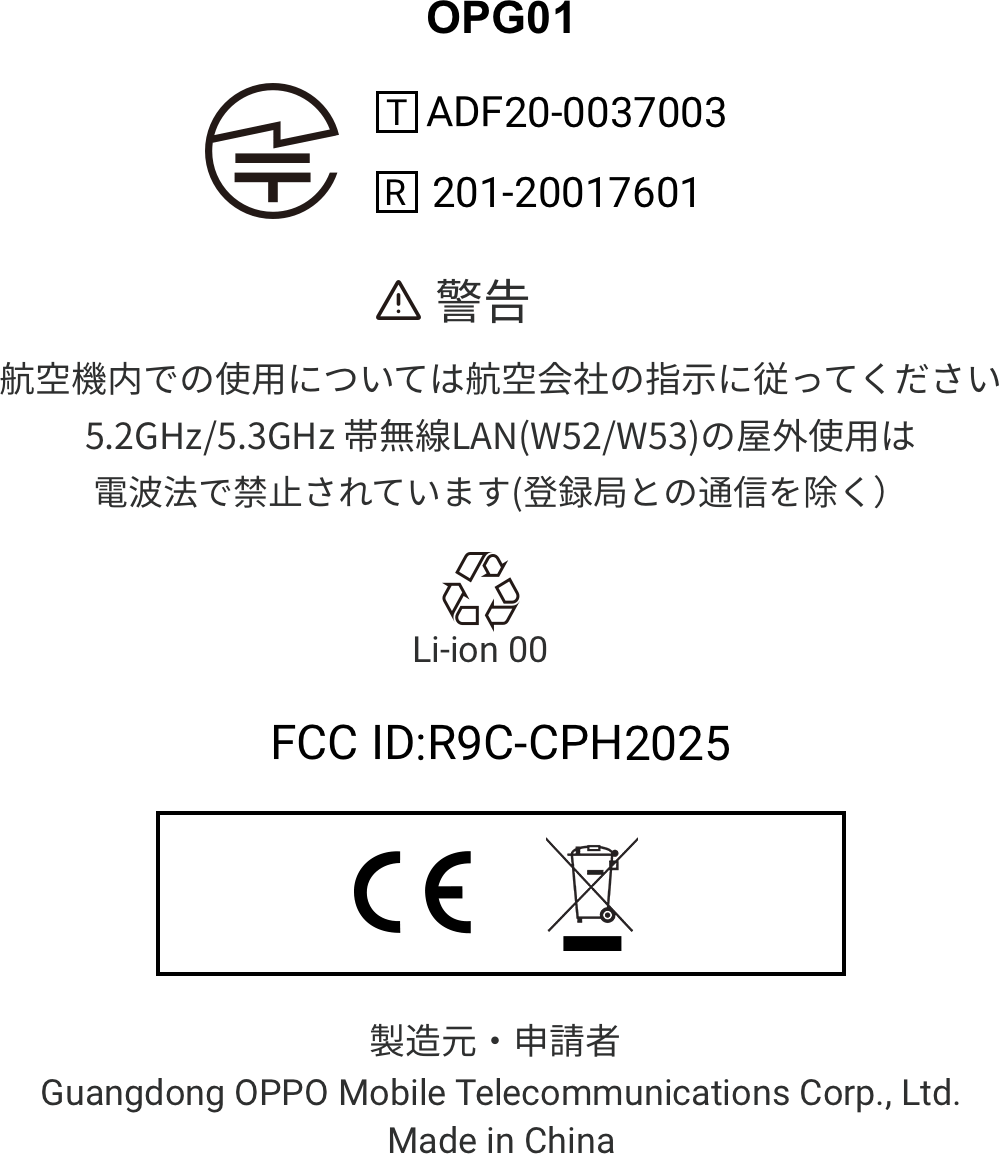 OPG01
T ADF20-0037003
R 201-20017601
警告
航空機内での使用については航空会社の指示に従ってください
5.2GHz/5.3GHz 帯無線LAN(W52/W53)の屋外使用は
電波法で禁止されています(登録局との通信を除く）
Li-ion 00
FCC ID:R9C-CPH2025
CE
製造元・申請者
Guangdong OPPO Mobile Telecommunications Corp., Ltd.
Made in China